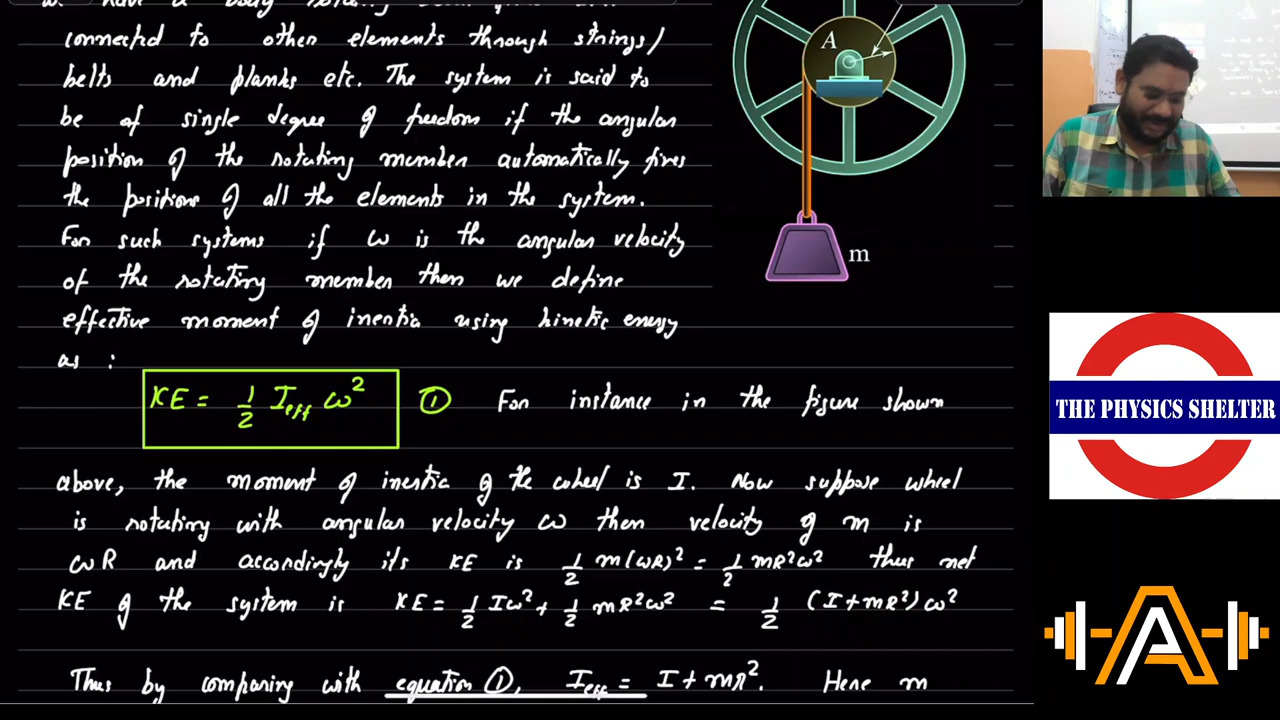 have a body rotating
connected to other elements through strings/
belts and planks etc. The system is said to
be of single degree of freedom if the angular
position of the rotating member automatically fixes
the positions of all the elements in the system.
For such systems if ω is the angular velocity
of the rotating member then we define
effective moment of inertia using kinetic energy
as :
KE = 1/2 I_eff ω² ① For instance in the figure shown
above, the moment of inertia of the wheel is I. Now suppose wheel
is rotating with angular velocity ω then velocity of m is
ωR and accordingly its KE is 1/2 m(ωR)² = 1/2 mR²ω² thus net
KE of the system is KE = 1/2 Iω² + 1/2 mR²ω² = 1/2 (I+mR²)ω²
Thus by comparing with equation ①, I_eff = I + mR². Here m
A
m
THE PHYSICS SHELTER